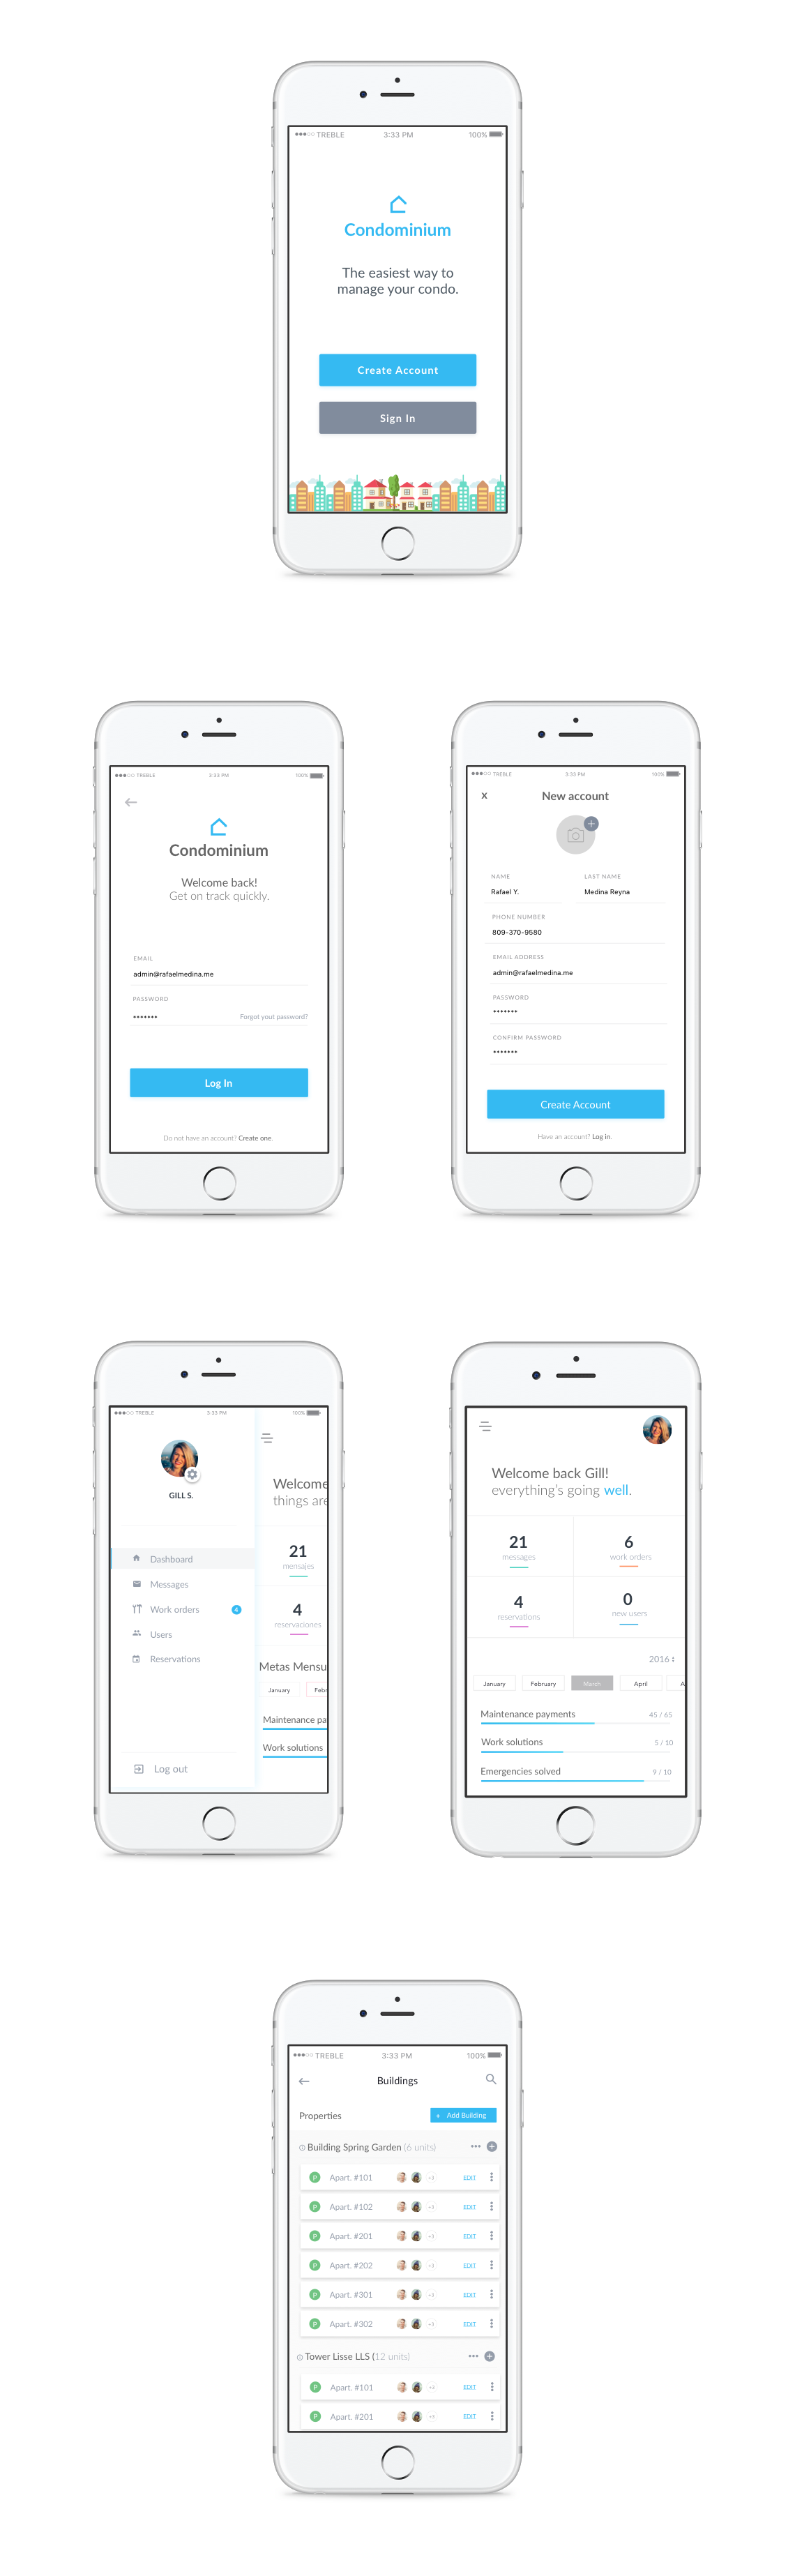 TREBLE 3:33 PM 100%
Condominium
The easiest way to
manage your condo.
Create Account
Sign In
TREBLE 3:33 PM 100%
Condominium
Welcome back!
Get on track quickly.
EMAIL
admin@rafaelmedina.me
PASSWORD
••••••• Forgot yout password?
Log In
Do not have an account? Create one.
TREBLE 3:33 PM 100%
X New account
NAME LAST NAME
Rafael Y. Medina Reyna
PHONE NUMBER
809-370-9580
EMAIL ADDRESS
admin@rafaelmedina.me
PASSWORD
•••••••
CONFIRM PASSWORD
•••••••
Create Account
Have an account? Log in.
TREBLE 3:33 PM 100%
GILL S.
Dashboard
Messages
Work orders 4
Users
Reservations
Log out
Welcome
things are
21
mensajes
4
reservaciones
Metas Mensu
January Febr
Maintenance pa
Work solutions
Welcome back Gill!
everything's going well.
21 6
messages work orders
4 0
reservations new users
2016
January February March April A
Maintenance payments 45 / 65
Work solutions 5 / 10
Emergencies solved 9 / 10
TREBLE 3:33 PM 100%
Buildings
Properties + Add Building
Building Spring Garden (6 units)
P Apart. #101 +3 EDIT
P Apart. #102 +3 EDIT
P Apart. #201 +3 EDIT
P Apart. #202 +3 EDIT
P Apart. #301 +3 EDIT
P Apart. #302 +3 EDIT
Tower Lisse LLS (12 units)
P Apart. #101 +3 EDIT
P Apart. #201 +3 EDIT